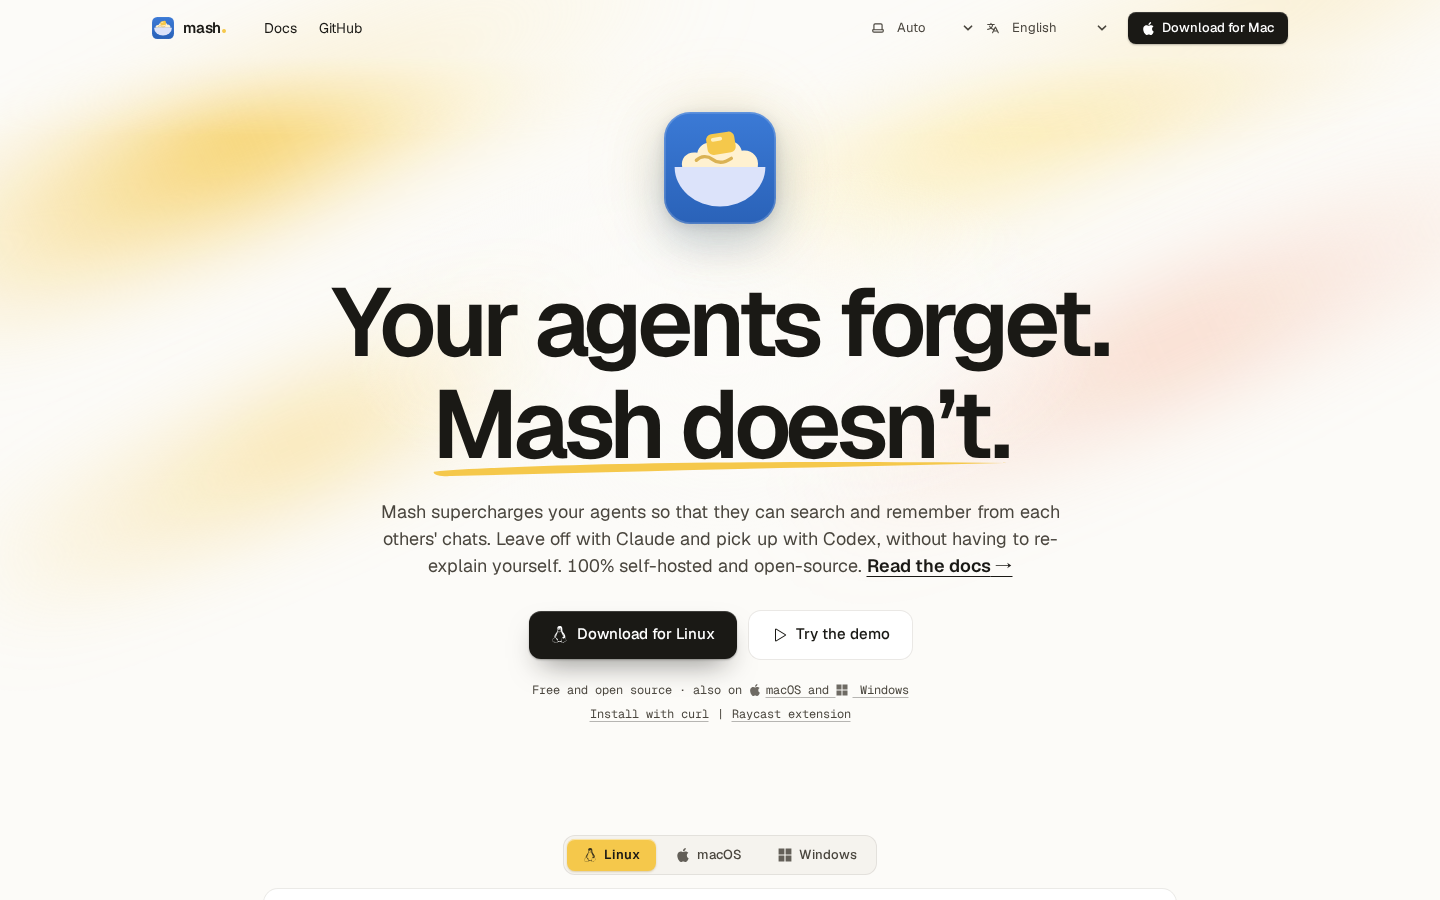 mash.
Docs
GitHub
Auto
English
Download for Mac
Your agents forget.
Mash doesn’t.
Mash supercharges your agents so that they can search and remember from each
others' chats. Leave off with Claude and pick up with Codex, without having to re-
explain yourself. 100% self-hosted and open-source. Read the docs →
Download for Linux
Try the demo
Free and open source · also on macOS and Windows
Install with curl | Raycast extension
Linux
macOS
Windows